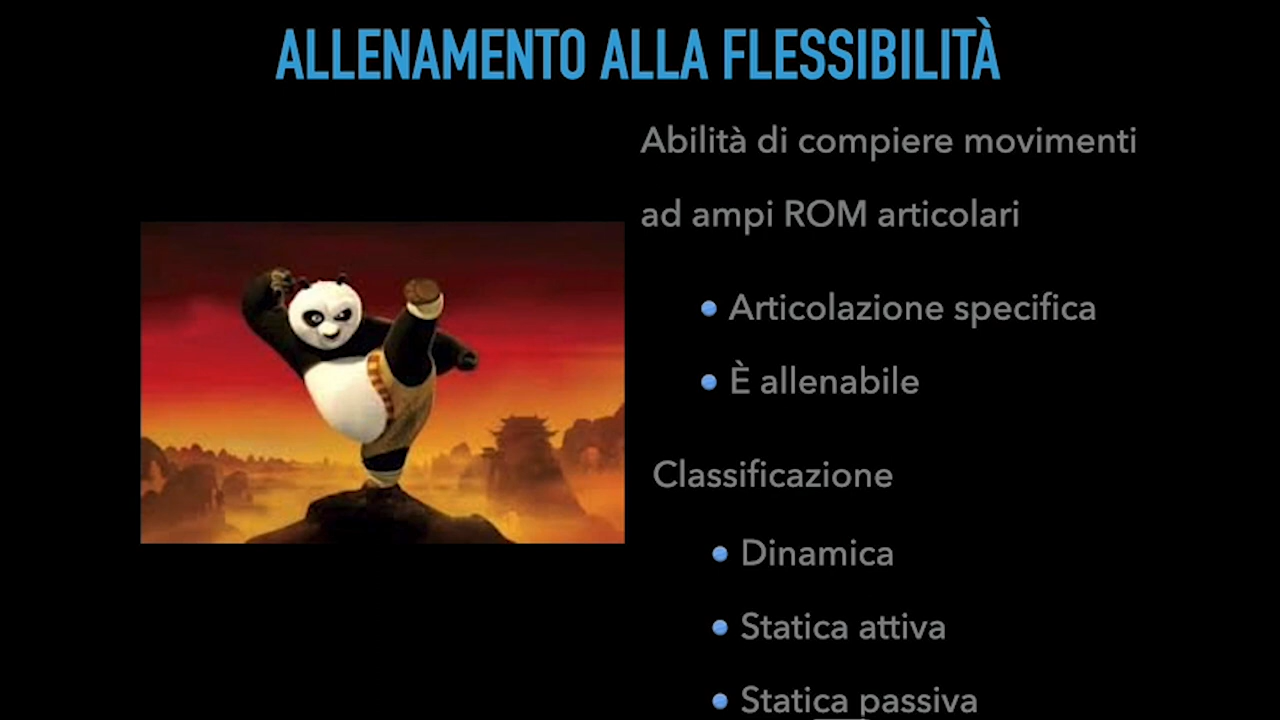 ALLENAMENTO ALLA FLESSIBILITÀ
Abilità di compiere movimenti
ad ampi ROM articolari
Articolazione specifica
È allenabile
Classificazione
Dinamica
Statica attiva
Statica passiva